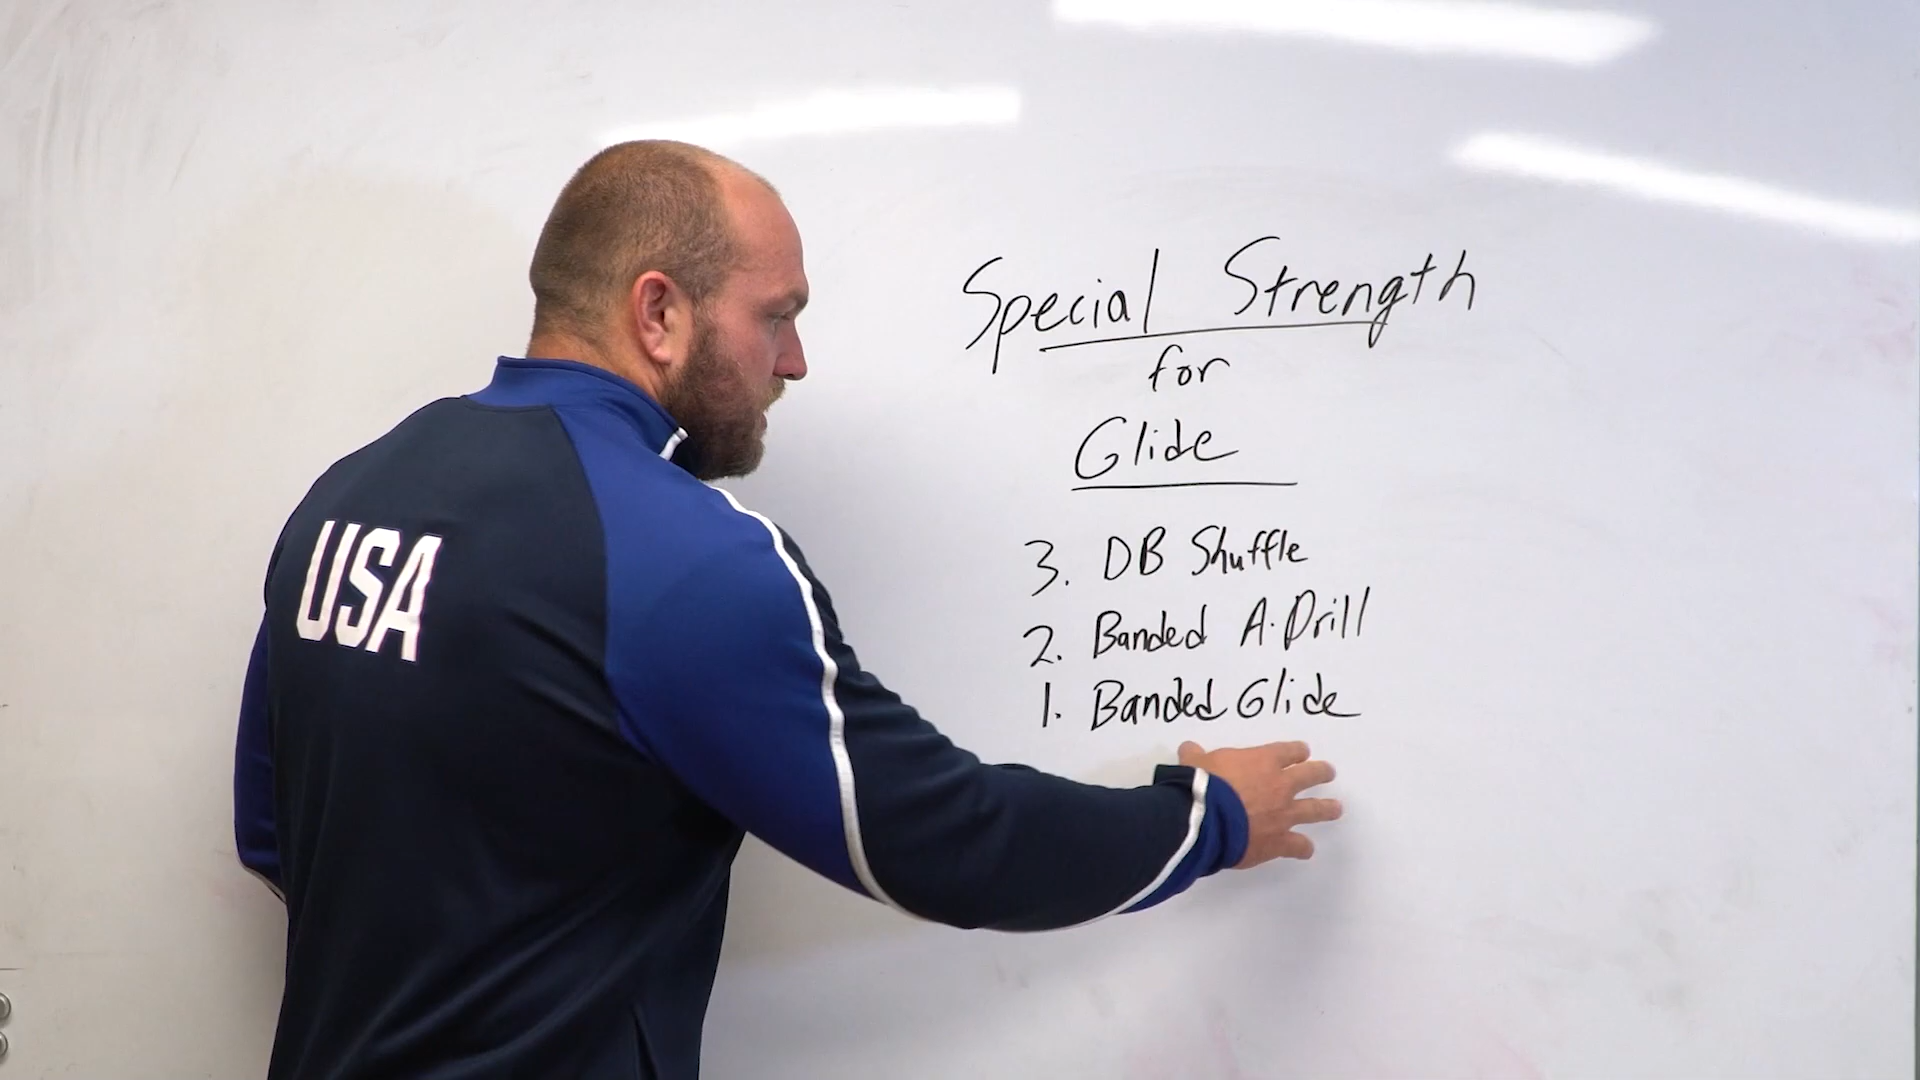 Special Strength
for
Glide
3. DB Shuffle
2. Banded A-Drill
1. Banded Glide
USA